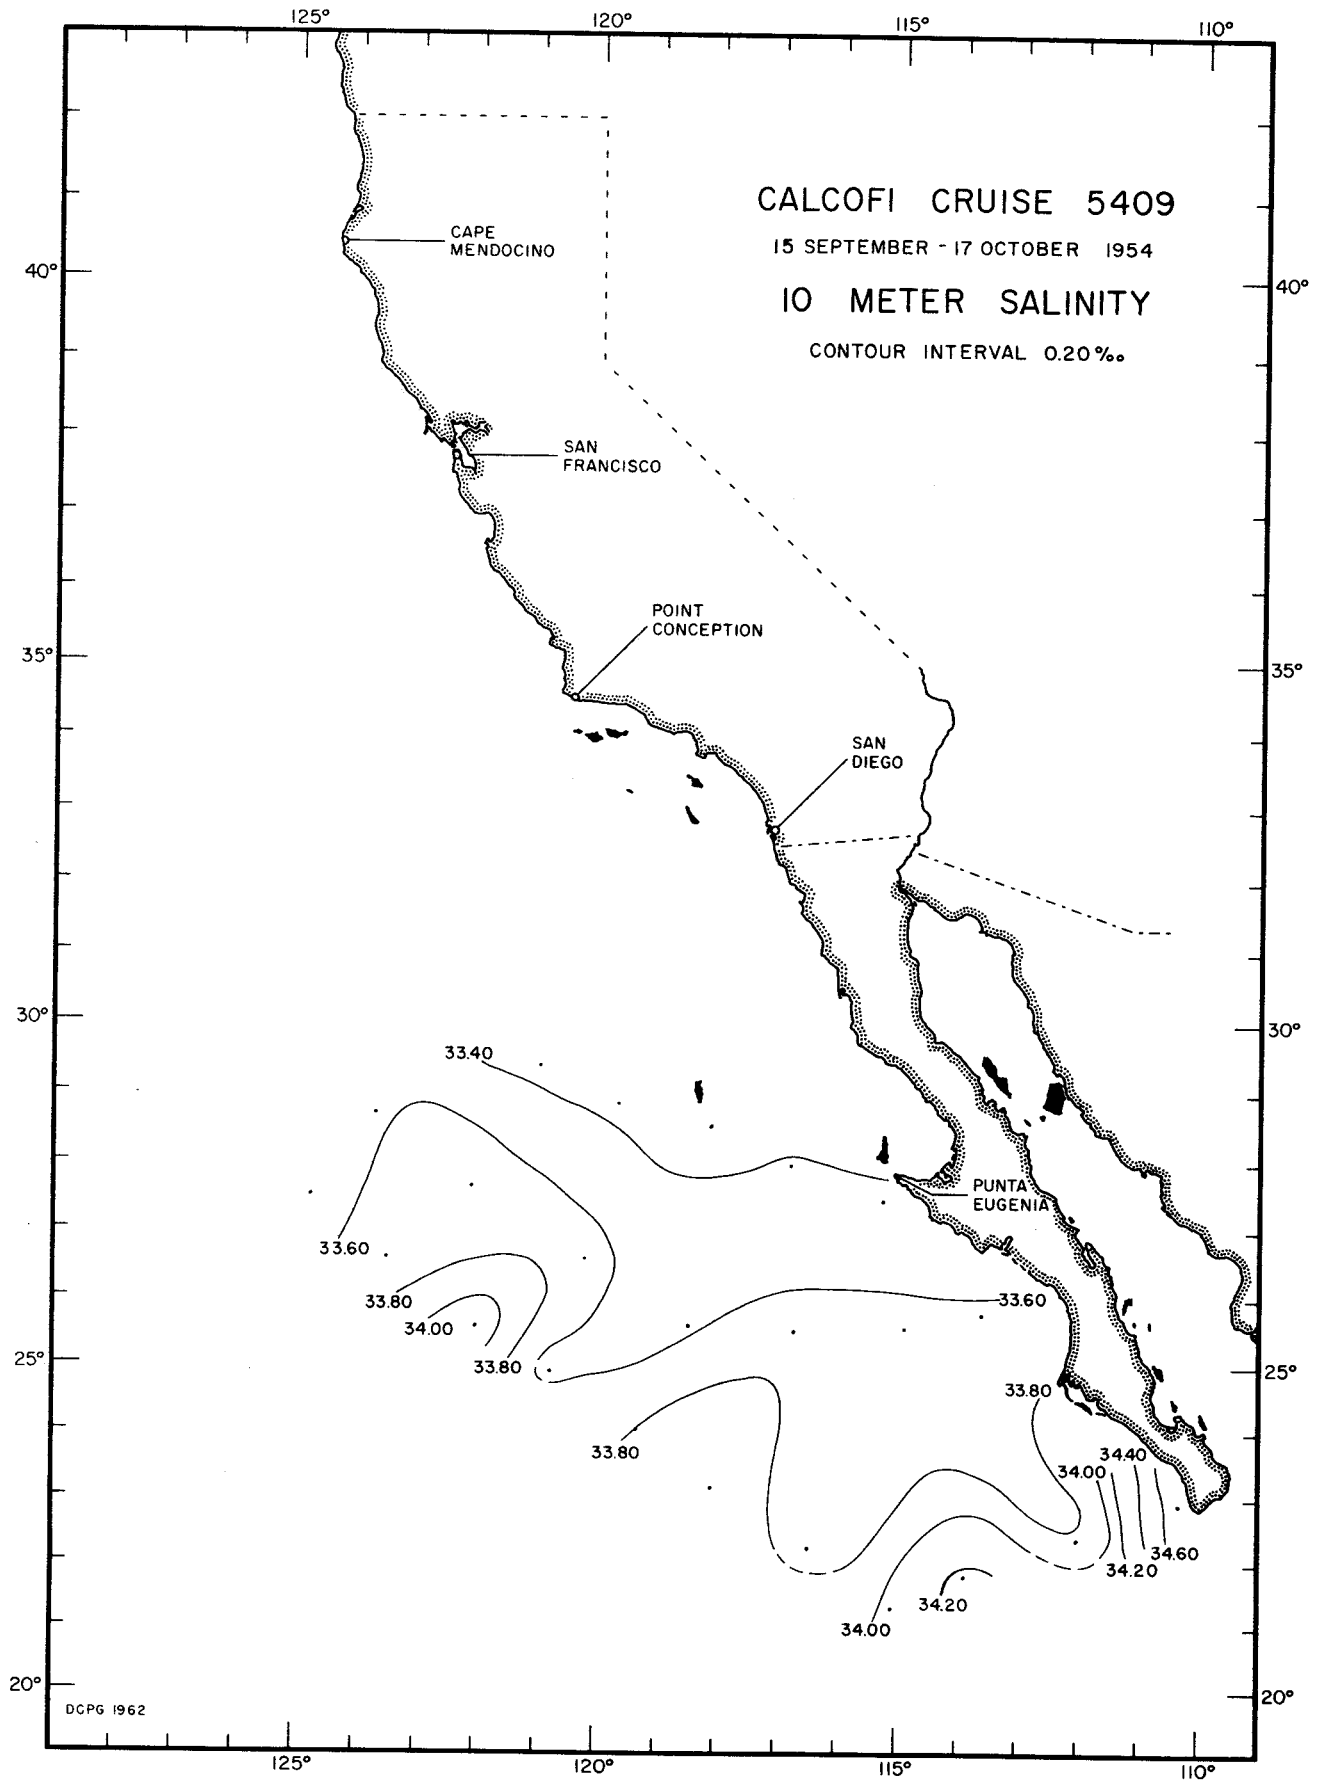 125°
120°
115°
110°
CALCOFI CRUISE 5409
15 SEPTEMBER - 17 OCTOBER 1954
10 METER SALINITY
CONTOUR INTERVAL 0.20‰
CAPE
MENDOCINO
40°
40°
SAN
FRANCISCO
POINT
CONCEPTION
35°
35°
SAN
DIEGO
30°
30°
33.40
PUNTA
EUGENIA
33.60
33.80
33.60
34.00
33.80
25°
25°
33.80
33.80
34.40
34.00
34.60
34.20
34.20
34.00
20°
20°
DCPG 1962
125°
120°
115°
110°